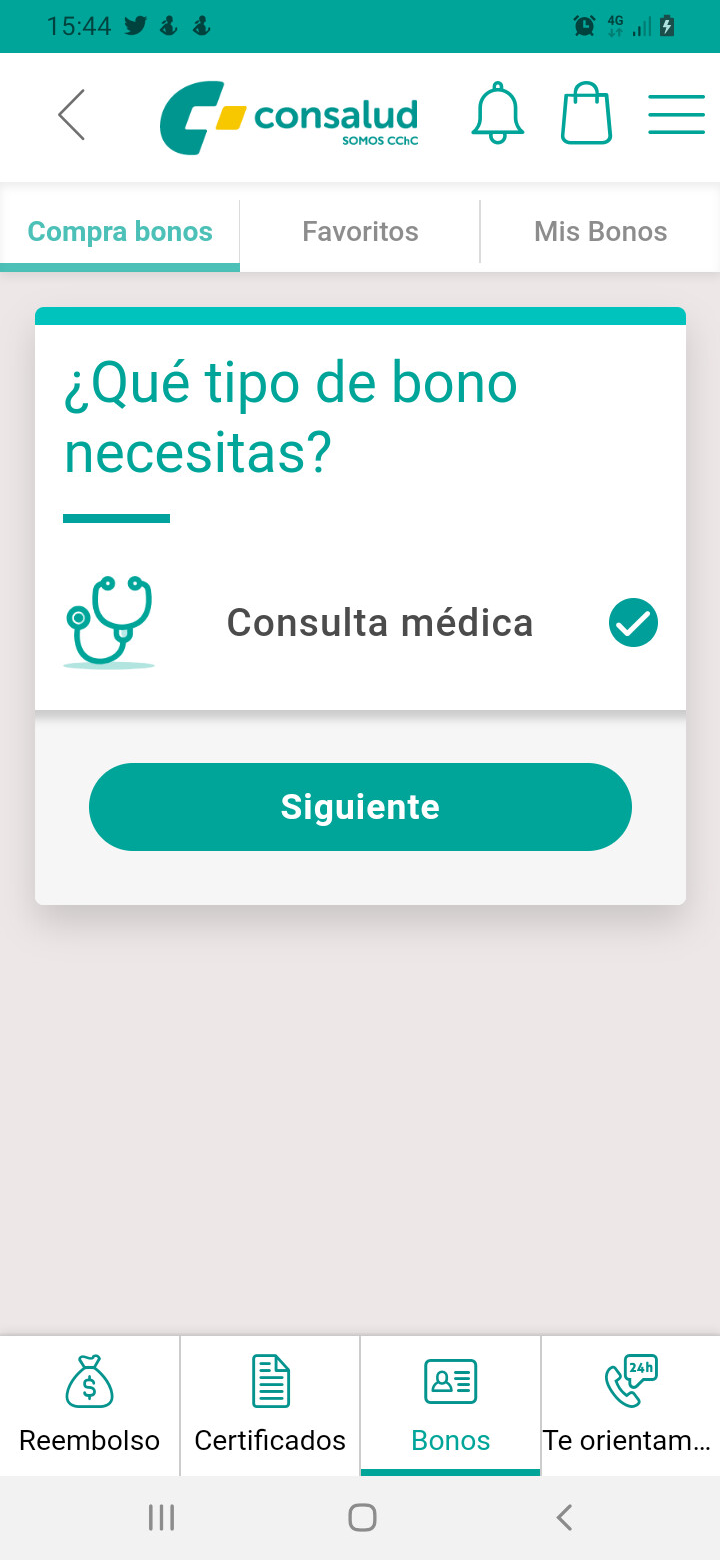 15:44
4G
consalud
SOMOS CChC
Compra bonos
Favoritos
Mis Bonos
¿Qué tipo de bono
necesitas?
Consulta médica
Siguiente
$
24h
Reembolso
Certificados
Bonos
Te orientam...